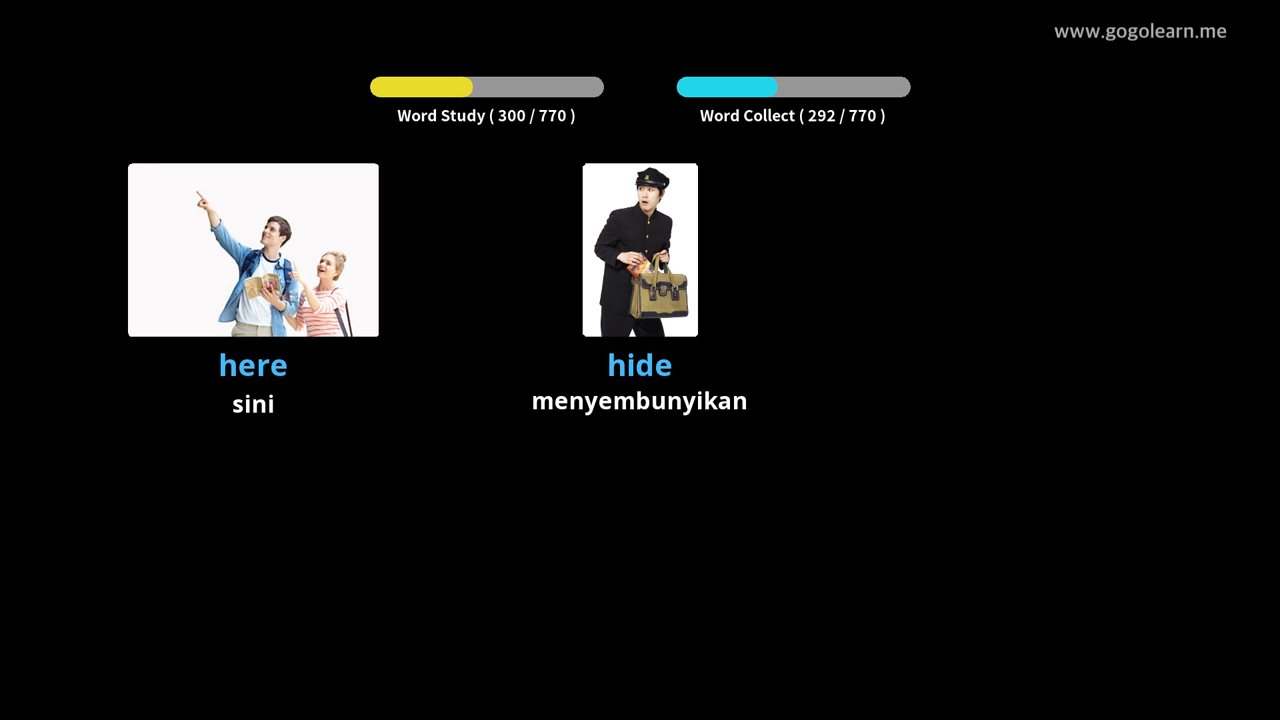 www.gogolearn.me
Word Study ( 300 / 770 )
Word Collect ( 292 / 770 )
here
sini
hide
menyembunyikan